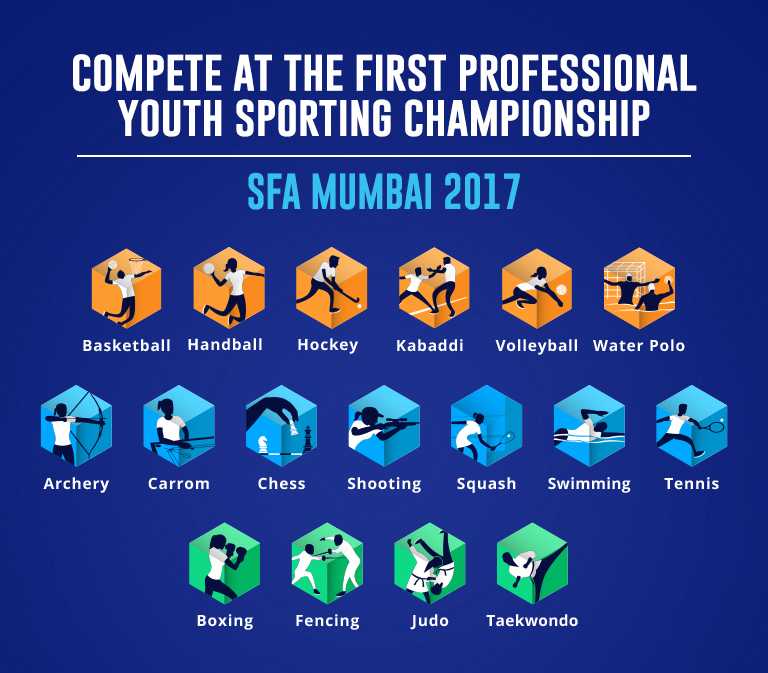 COMPETE AT THE FIRST PROFESSIONAL
YOUTH SPORTING CHAMPIONSHIP
SFA MUMBAI 2017
Basketball Handball Hockey Kabaddi Volleyball Water Polo
Archery Carrom Chess Shooting Squash Swimming Tennis
Boxing Fencing Judo Taekwondo